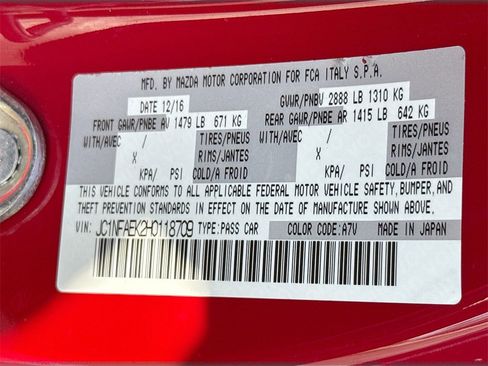 MFD. BY MAZDA MOTOR CORPORATION FOR FCA ITALY S.P.A.
DATE 12/16 GVWR/PNBV 2888 LB 1310 KG
FRONT GAWR/PNBE AV 1479 LB 671 KG REAR GAWR/PNBE AR 1415 LB 642 KG
WITH/AVEC TIRES/PNEUS WITH/AVEC TIRES/PNEUS
X RIMS/JANTES X RIMS/JANTES
KPA/ PSI COLD/A FROID KPA/ PSI COLD/A FROID
THIS VEHICLE CONFORMS TO ALL APPLICABLE FEDERAL MOTOR VEHICLE SAFETY, BUMPER, AND
THEFT PREVENTION STANDARDS IN EFFECT ON THE DATE OF MANUFACTURE SHOWN ABOVE.
VIN: JC1NFAEK2H0118709 TYPE: PASS CAR COLOR CODE: A7V MADE IN JAPAN